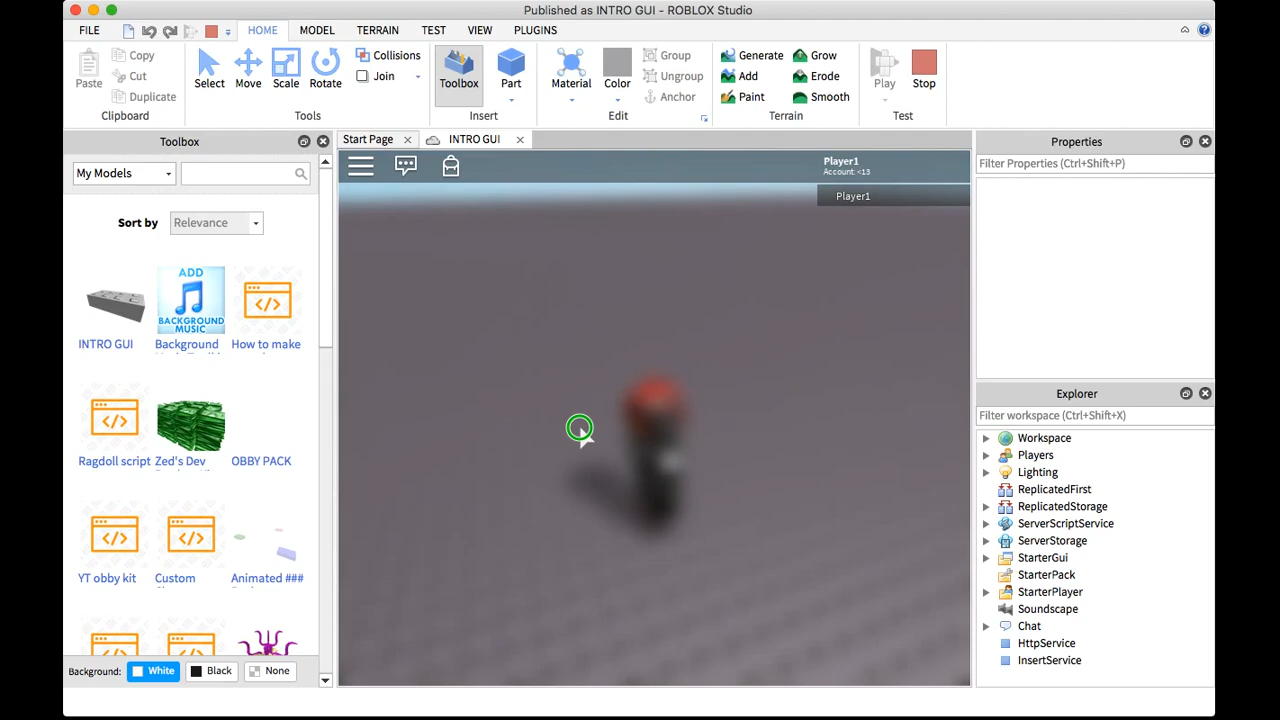 Published as INTRO GUI - ROBLOX Studio
FILE HOME MODEL TERRAIN TEST VIEW PLUGINS
Paste Copy Cut Duplicate
Clipboard
Select Move Scale Rotate Collisions Join
Tools
Toolbox Part
Insert
Material Color Group Ungroup Anchor
Edit
Generate Grow
Add Erode
Paint Smooth
Terrain
Play Stop
Test
Toolbox
My Models
Sort by Relevance
ADD
BACKGROUND
MUSIC
INTRO GUI Background How to make
Ragdoll script Zed's Dev OBBY PACK
YT obby kit Custom Animated ###
Background: White Black None
Start Page INTRO GUI
Player1
Account: <13
Player1
Properties
Filter Properties (Ctrl+Shift+P)
Explorer
Filter workspace (Ctrl+Shift+X)
Workspace
Players
Lighting
ReplicatedFirst
ReplicatedStorage
ServerScriptService
ServerStorage
StarterGui
StarterPack
StarterPlayer
Soundscape
Chat
HttpService
InsertService